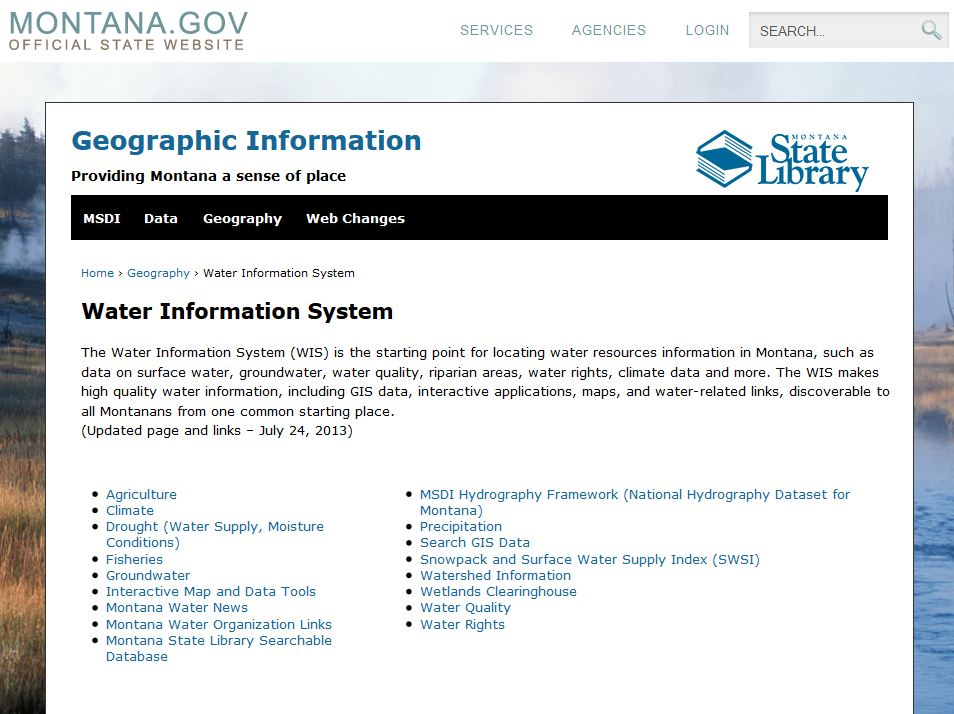 MONTANA.GOV
OFFICIAL STATE WEBSITE
SERVICES AGENCIES LOGIN SEARCH...
Geographic Information
Providing Montana a sense of place
MONTANA
State
Library
MSDI Data Geography Web Changes
Home › Geography › Water Information System
Water Information System
The Water Information System (WIS) is the starting point for locating water resources information in Montana, such as
data on surface water, groundwater, water quality, riparian areas, water rights, climate data and more. The WIS makes
high quality water information, including GIS data, interactive applications, maps, and water-related links, discoverable to
all Montanans from one common starting place.
(Updated page and links – July 24, 2013)
• Agriculture
• Climate
• Drought (Water Supply, Moisture
Conditions)
• Fisheries
• Groundwater
• Interactive Map and Data Tools
• Montana Water News
• Montana Water Organization Links
• Montana State Library Searchable
Database
• MSDI Hydrography Framework (National Hydrography Dataset for
Montana)
• Precipitation
• Search GIS Data
• Snowpack and Surface Water Supply Index (SWSI)
• Watershed Information
• Wetlands Clearinghouse
• Water Quality
• Water Rights